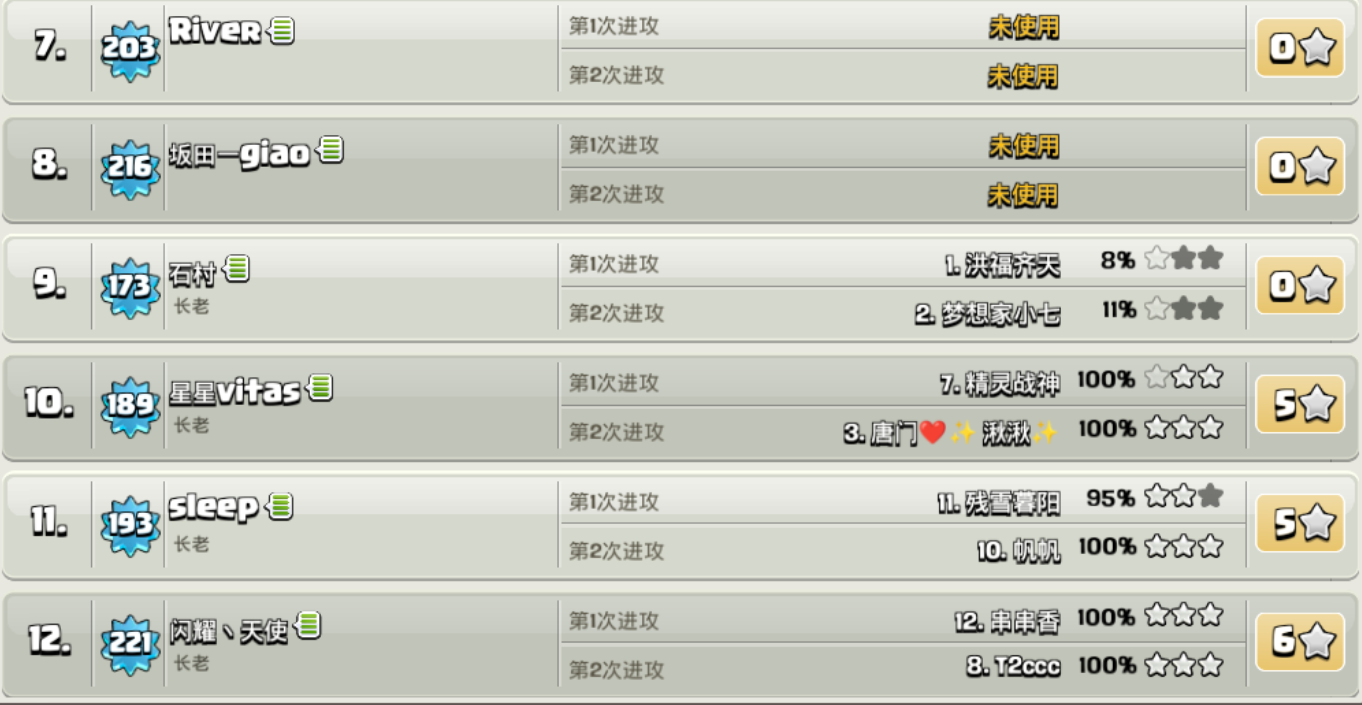 7. 203 River 第1次进攻 未使用 0
第2次进攻 未使用
8. 216 坂田一giao 第1次进攻 未使用 0
第2次进攻 未使用
9. 173 石村 第1次进攻 1. 洪福齐天 8% 0
长老 第2次进攻 2. 梦想家小七 11%
10. 189 星星vitas 第1次进攻 7. 精灵战神 100% 5
长老 第2次进攻 3. 唐门❤️✨ 湫湫✨ 100%
11. 193 sleep 第1次进攻 11. 残雪暮阳 95% 5
长老 第2次进攻 10. 帆帆 100%
12. 221 闪耀丶天使 第1次进攻 12. 串串香 100% 6
长老 第2次进攻 8. T2ccc 100%